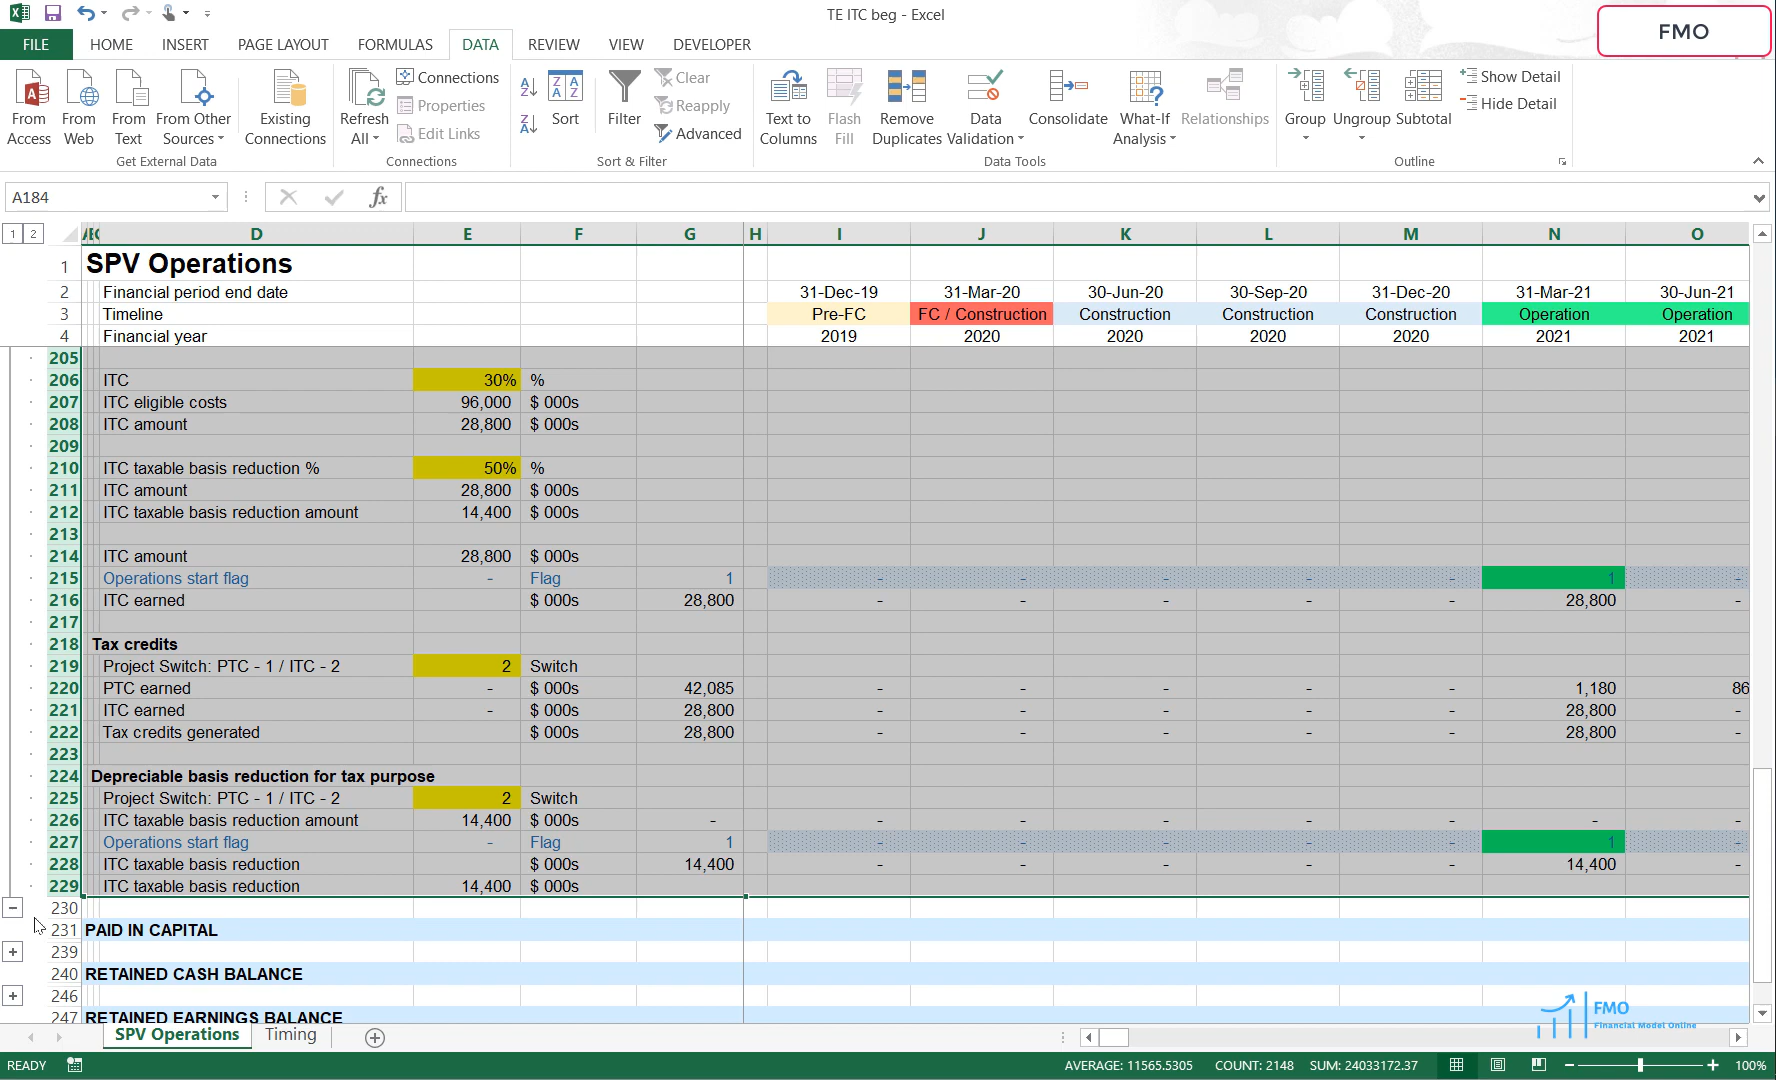 TE ITC beg - Excel
FMO
FILE HOME INSERT PAGE LAYOUT FORMULAS DATA REVIEW VIEW DEVELOPER
From Access
From Web
From Text
From Other Sources
Existing Connections
Get External Data
Refresh All
Connections
Properties
Edit Links
Connections
Sort
Filter
Clear
Reapply
Advanced
Sort & Filter
Text to Columns
Flash Fill
Remove Duplicates
Data Validation
Consolidate
What-If Analysis
Relationships
Data Tools
Group
Ungroup
Subtotal
Show Detail
Hide Detail
Outline
A184 fx
1 2 D E F G H I J K L M N O
1 SPV Operations
2 Financial period end date 31-Dec-19 31-Mar-20 30-Jun-20 30-Sep-20 31-Dec-20 31-Mar-21 30-Jun-21
3 Timeline Pre-FC FC / Construction Construction Construction Construction Operation Operation
4 Financial year 2019 2020 2020 2020 2020 2021 2021
205
206 ITC 30% %
207 ITC eligible costs 96,000 $ 000s
208 ITC amount 28,800 $ 000s
209
210 ITC taxable basis reduction % 50% %
211 ITC amount 28,800 $ 000s
212 ITC taxable basis reduction amount 14,400 $ 000s
213
214 ITC amount 28,800 $ 000s
215 Operations start flag - Flag 1 - - - - - 1 -
216 ITC earned $ 000s 28,800 - - - - - 28,800 -
217
218 Tax credits
219 Project Switch: PTC - 1 / ITC - 2 2 Switch
220 PTC earned - $ 000s 42,085 - - - - - 1,180 86
221 ITC earned - $ 000s 28,800 - - - - - 28,800 -
222 Tax credits generated $ 000s 28,800 - - - - - 28,800 -
223
224 Depreciable basis reduction for tax purpose
225 Project Switch: PTC - 1 / ITC - 2 2 Switch
226 ITC taxable basis reduction amount 14,400 $ 000s - - - - - - - -
227 Operations start flag - Flag 1 - - - - - 1 -
228 ITC taxable basis reduction $ 000s 14,400 - - - - - 14,400 -
229 ITC taxable basis reduction 14,400 $ 000s
230
231 PAID IN CAPITAL
239
240 RETAINED CASH BALANCE
246
247 RETAINED EARNINGS BALANCE
FMO
Financial Model Online
SPV Operations Timing
READY AVERAGE: 11565.5305 COUNT: 2148 SUM: 24033172.37 100%